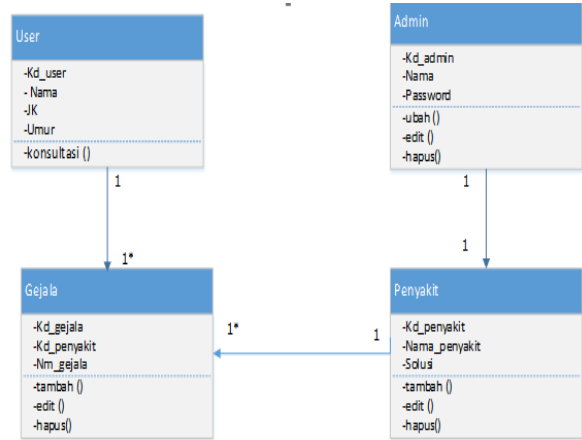 User
-Kd_user
- Nama
-JK
-Umur
-konsultasi ()
Admin
-Kd_admin
-Nama
-Password
-ubah ()
-edit ()
-hapus()
1
1*
1
1
Gejala
-Kd_gejala
-Kd_penyakit
-Nm_gejala
-tambah ()
-edit ()
-hapus()
1*
1
Penyakit
-Kd_penyakit
-Nama_penyakit
-Solusi
-tambah ()
-edit ()
-hapus()